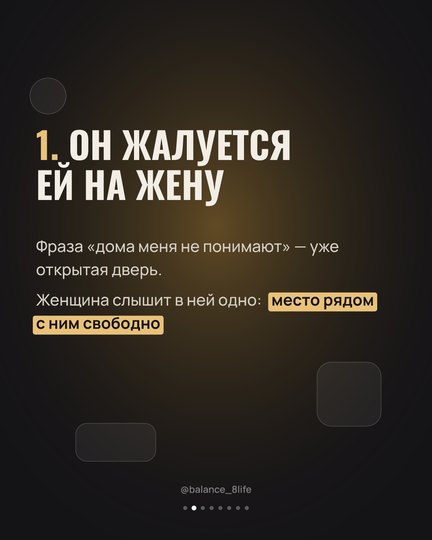 1. ОН ЖАЛУЕТСЯ
ЕЙ НА ЖЕНУ
Фраза «дома меня не понимают» — уже
открытая дверь.
Женщина слышит в ней одно: место рядом
с ним свободно
@balance_8life